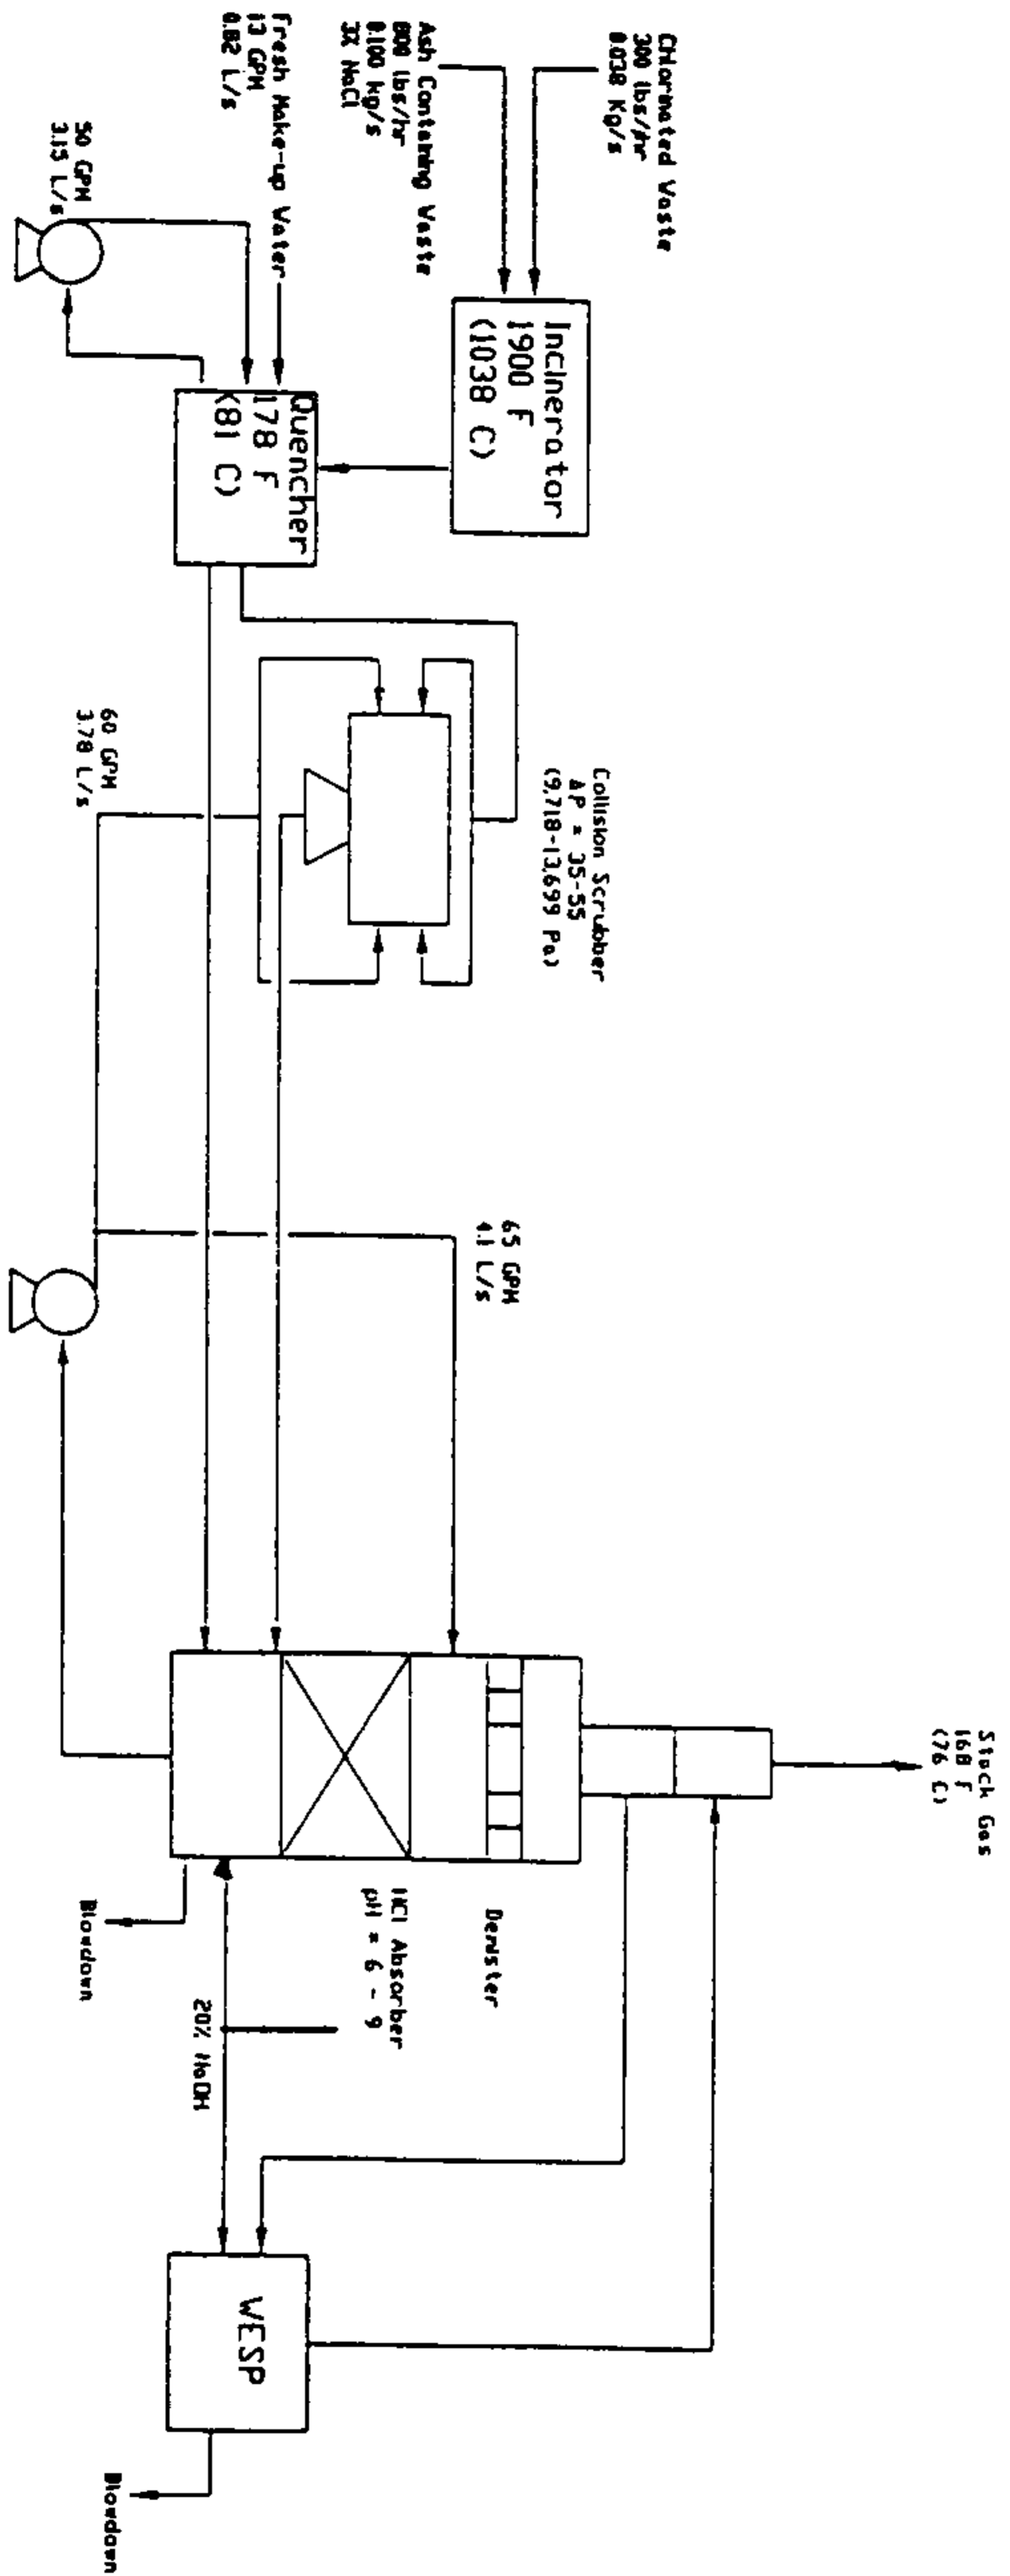 Chlorinated Waste
300 lbs/hr
0.038 Kg/s
Ash Containing Waste
800 lbs/hr
0.100 kg/s
3% NaCl
Incinerator
1900 F
(1038 C)
Fresh Make-up Water
13 GPM
0.82 L/s
Quencher
178 F
(81 C)
50 GPM
3.15 L/s
Collision Scrubber
ΔP = 35-55
(9,718-13,699 Pa)
60 GPM
3.78 L/s
65 GPM
4.1 L/s
Stack Gas
168 F
(76 C)
Demister
HCl Absorber
pH = 6 - 9
20% NaOH
Blowdown
WESP
Blowdown